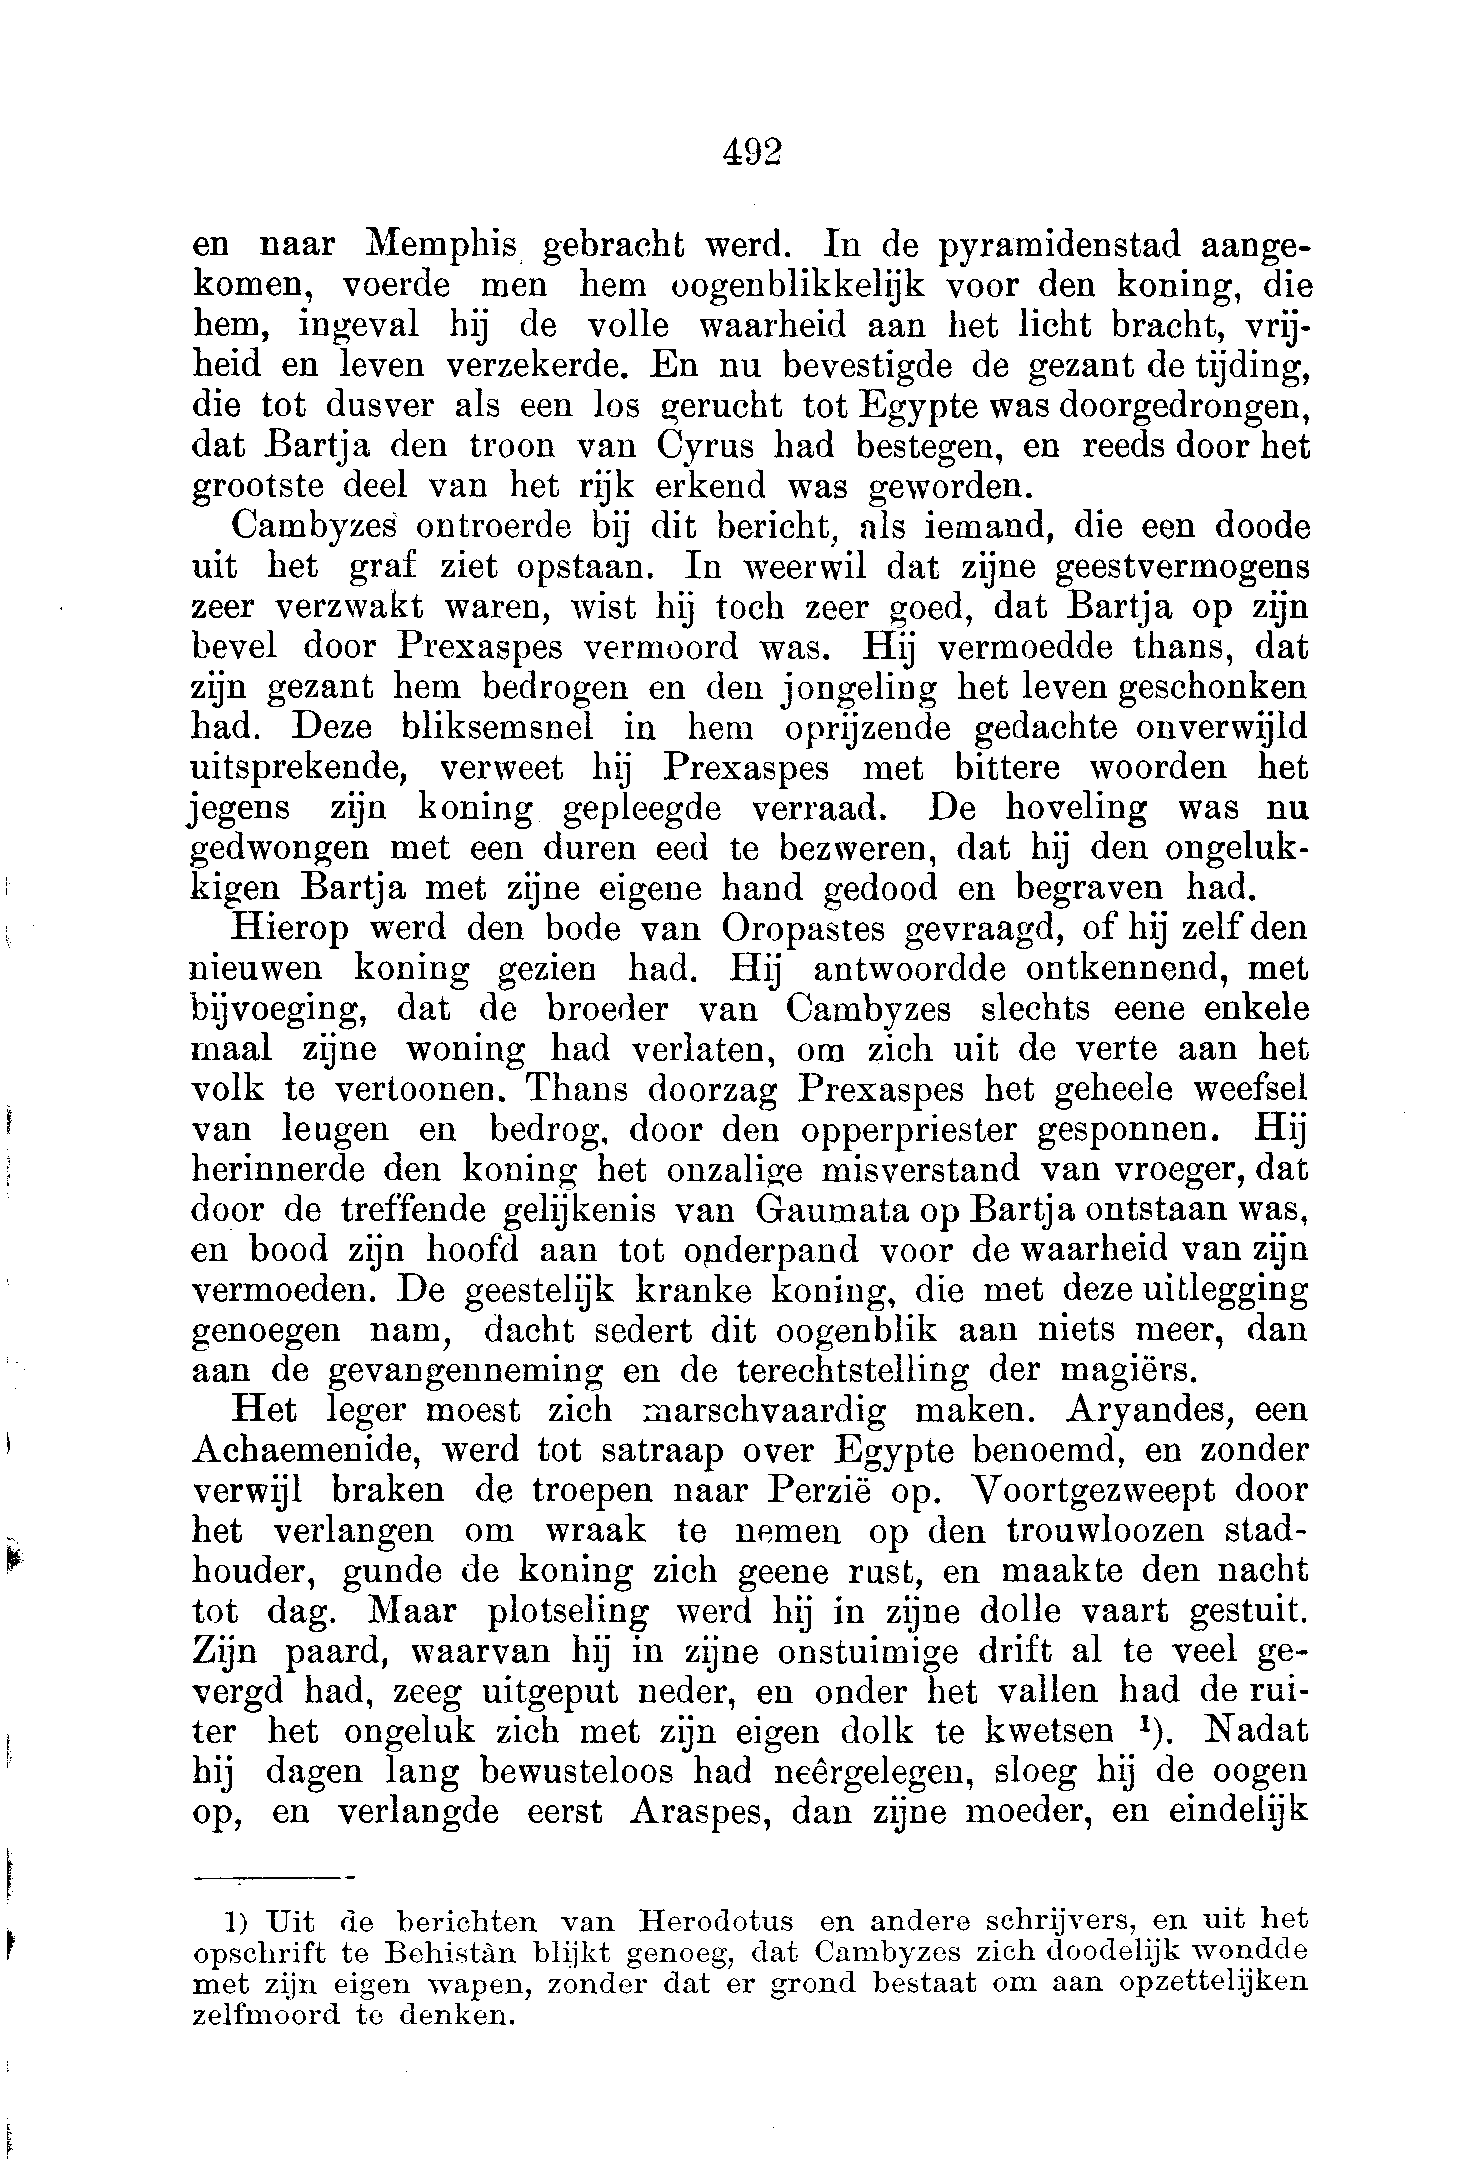 492
en naar Memphis gebracht werd. In de pyramidenstad aange-
komen, voerde men hem oogenblikkelijk voor den koning, die
hem, ingeval hij de volle waarheid aan het licht bracht, vrij-
heid en leven verzekerde. En nu bevestigde de gezant de tijding,
die tot dusver als een los gerucht tot Egypte was doorgedrongen,
dat Bartja den troon van Cyrus had bestegen, en reeds door het
grootste deel van het rijk erkend was geworden.
Cambyzes ontroerde bij dit bericht, als iemand, die een doode
uit het graf ziet opstaan. In weerwil dat zijne geestvermogens
zeer verzwakt waren, wist hij toch zeer goed, dat Bartja op zijn
bevel door Prexaspes vermoord was. Hij vermoedde thans, dat
zijn gezant hem bedrogen en den jongeling het leven geschonken
had. Deze bliksemsnel in hem oprijzende gedachte onverwijld
uitsprekende, verweet hij Prexaspes met bittere woorden het
jegens zijn koning gepleegde verraad. De hoveling was nu
gedwongen met een duren eed te bezweren, dat hij den ongeluk-
kigen Bartja met zijne eigene hand gedood en begraven had.
Hierop werd den bode van Oropastes gevraagd, of hij zelf den
nieuwen koning gezien had. Hij antwoordde ontkennend, met
bijvoeging, dat de broeder van Cambyzes slechts eene enkele
maal zijne woning had verlaten, om zich uit de verte aan het
volk te vertoonen. Thans doorzag Prexaspes het geheele weefsel
van leugen en bedrog, door den opperpriester gesponnen. Hij
herinnerde den koning het onzalige misverstand van vroeger, dat
door de treffende gelijkenis van Gaumata op Bartja ontstaan was,
en bood zijn hoofd aan tot onderpand voor de waarheid van zijn
vermoeden. De geestelijk kranke koning, die met deze uitlegging
genoegen nam, dacht sedert dit oogenblik aan niets meer, dan
aan de gevangenneming en de terechtstelling der magiërs.
Het leger moest zich marschvaardig maken. Aryandes, een
Achaemenide, werd tot satraap over Egypte benoemd, en zonder
verwijl braken de troepen naar Perzië op. Voortgezweept door
het verlangen om wraak te nemen op den trouwloozen stad-
houder, gunde de koning zich geene rust, en maakte den nacht
tot dag. Maar plotseling werd hij in zijne dolle vaart gestuit.
Zijn paard, waarvan hij in zijne onstuimige drift al te veel ge-
vergd had, zeeg uitgeput neder, en onder het vallen had de rui-
ter het ongeluk zich met zijn eigen dolk te kwetsen ¹). Nadat
hij dagen lang bewusteloos had neêrgelegen, sloeg hij de oogen
op, en verlangde eerst Araspes, dan zijne moeder, en eindelijk
1) Uit de berichten van Herodotus en andere schrijvers, en uit het
opschrift te Behistàn blijkt genoeg, dat Cambyzes zich doodelijk wondde
met zijn eigen wapen, zonder dat er grond bestaat om aan opzettelijken
zelfmoord te denken.